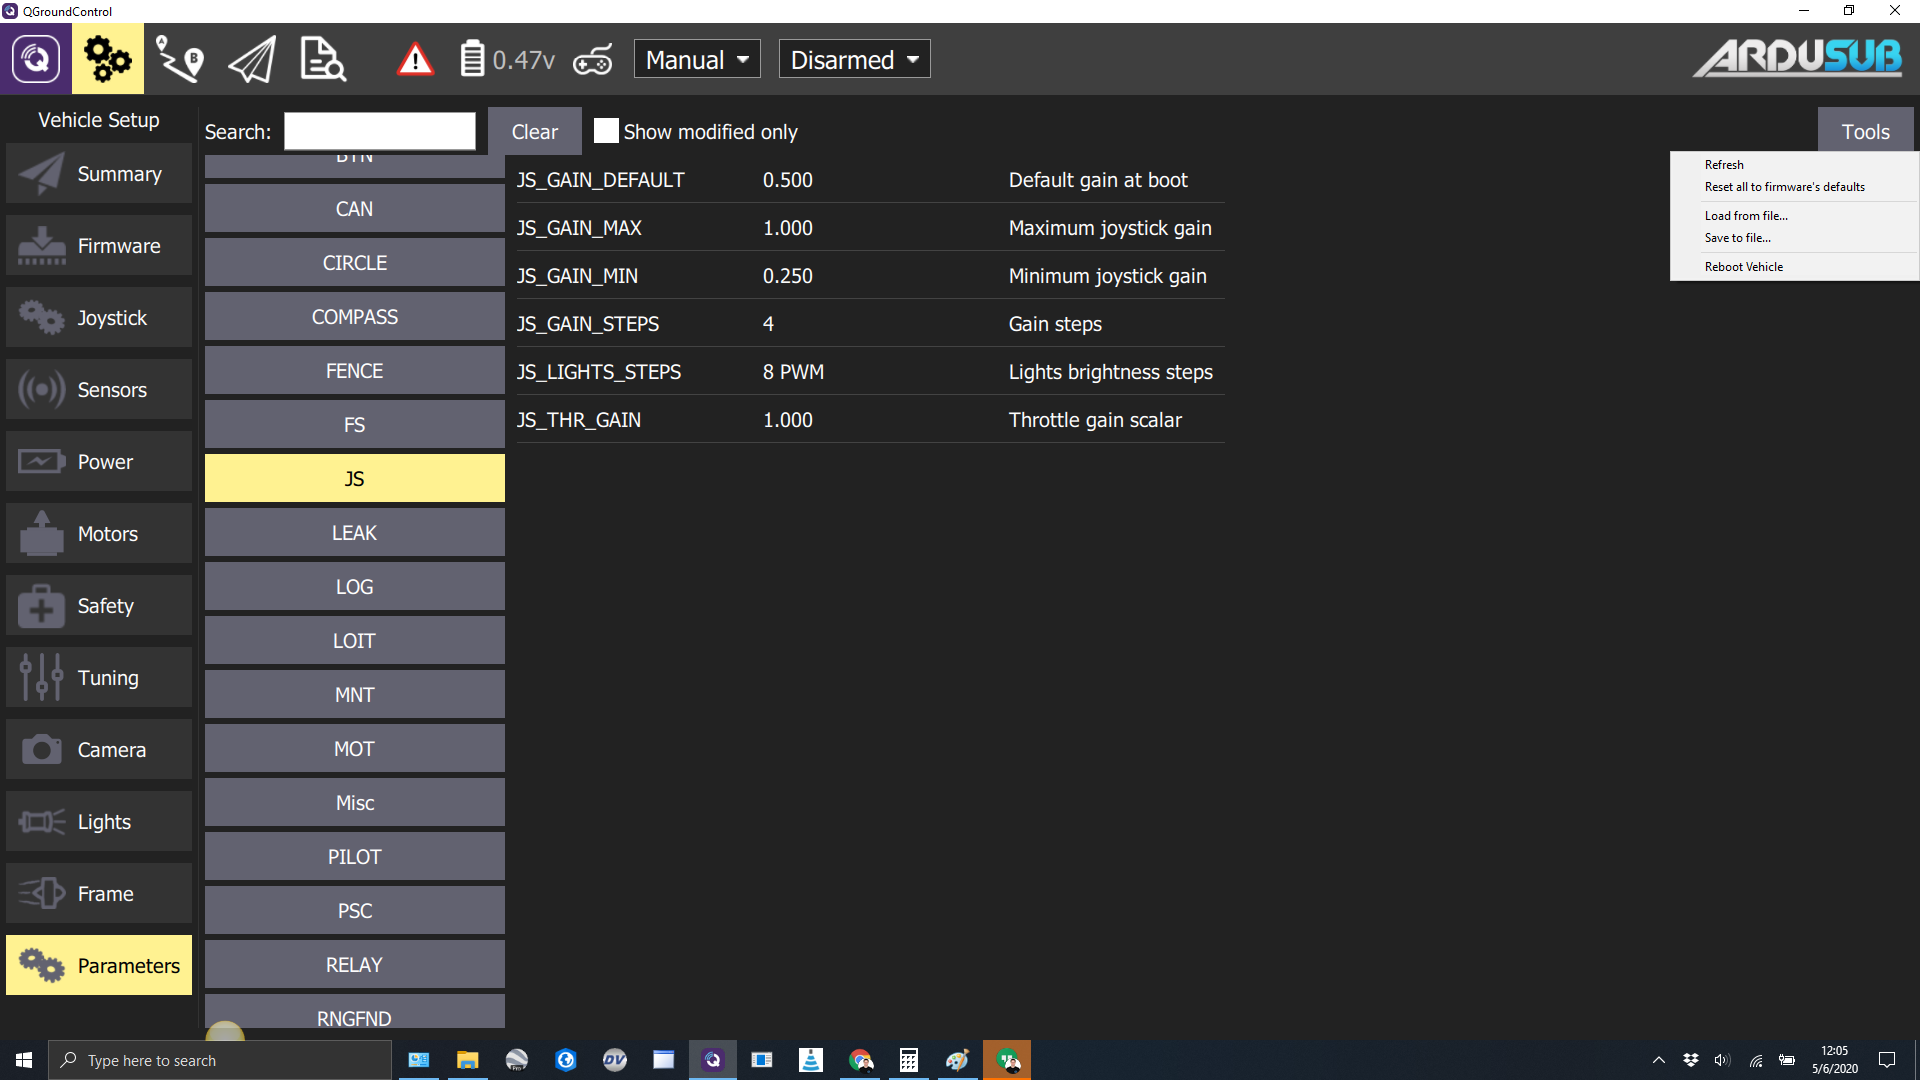 QGroundControl
0.47v
Manual
Disarmed
ARDUSUB
Vehicle Setup
Search:
Clear
Show modified only
Tools
Refresh
Reset all to firmware's defaults
Load from file...
Save to file...
Reboot Vehicle
Summary
Firmware
Joystick
Sensors
Power
Motors
Safety
Tuning
Camera
Lights
Frame
Parameters
BTN
CAN
CIRCLE
COMPASS
FENCE
FS
JS
LEAK
LOG
LOIT
MNT
MOT
Misc
PILOT
PSC
RELAY
RNGFND
JS_GAIN_DEFAULT 0.500 Default gain at boot
JS_GAIN_MAX 1.000 Maximum joystick gain
JS_GAIN_MIN 0.250 Minimum joystick gain
JS_GAIN_STEPS 4 Gain steps
JS_LIGHTS_STEPS 8 PWM Lights brightness steps
JS_THR_GAIN 1.000 Throttle gain scalar
Type here to search
DV
12:05
5/6/2020